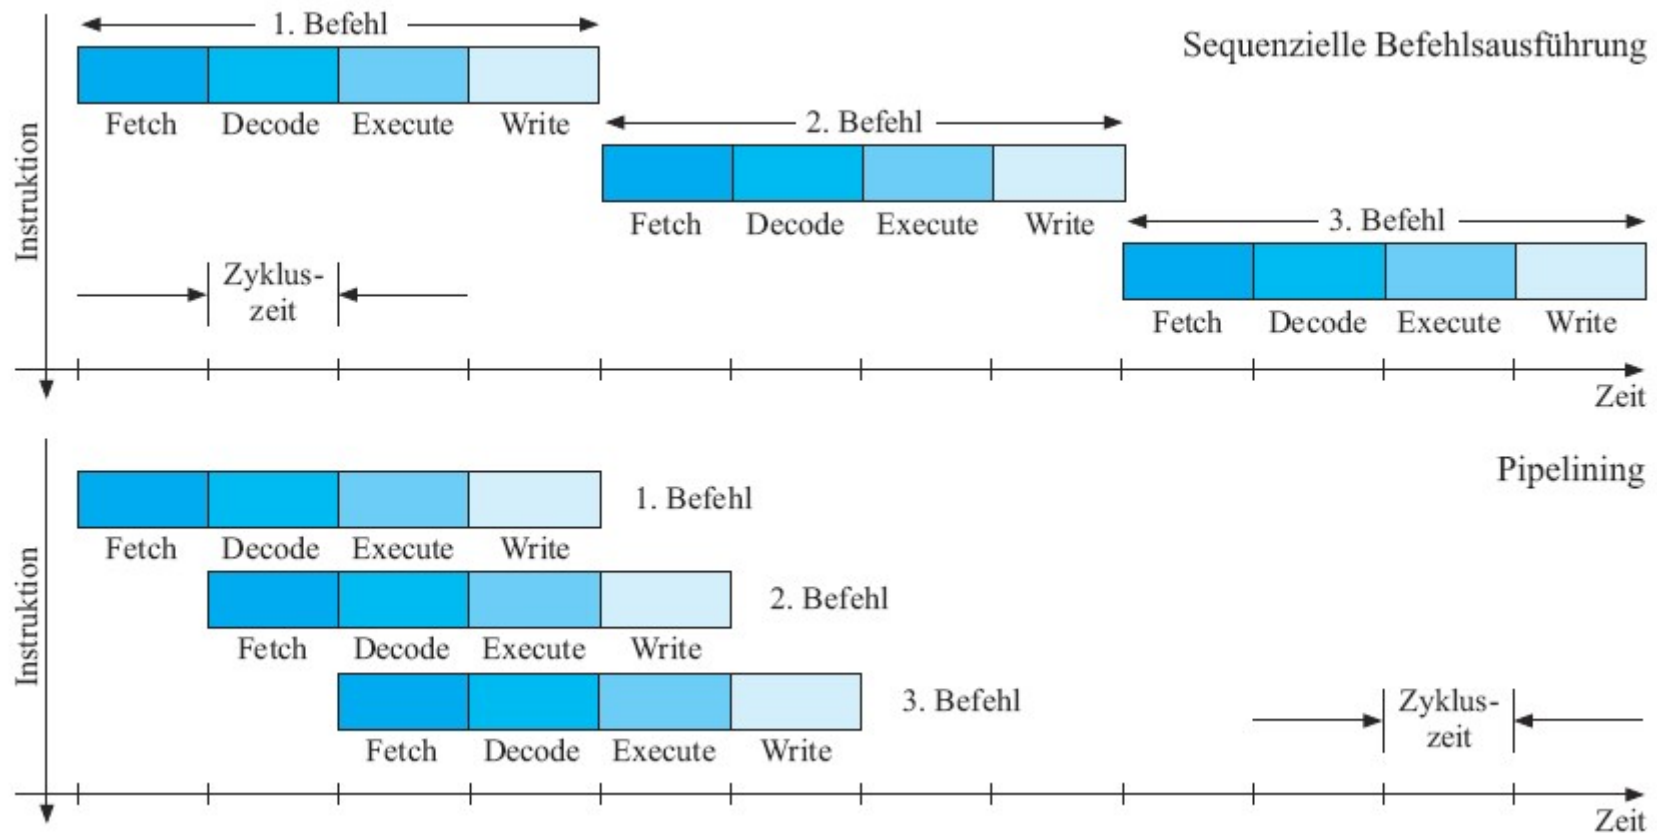 1. Befehl
Sequenzielle Befehlsausführung
Fetch Decode Execute Write
2. Befehl
Fetch Decode Execute Write
3. Befehl
Fetch Decode Execute Write
Instruktion
Zyklus-
zeit
Zeit
Pipelining
1. Befehl
Fetch Decode Execute Write
2. Befehl
Fetch Decode Execute Write
3. Befehl
Fetch Decode Execute Write
Instruktion
Zyklus-
zeit
Zeit